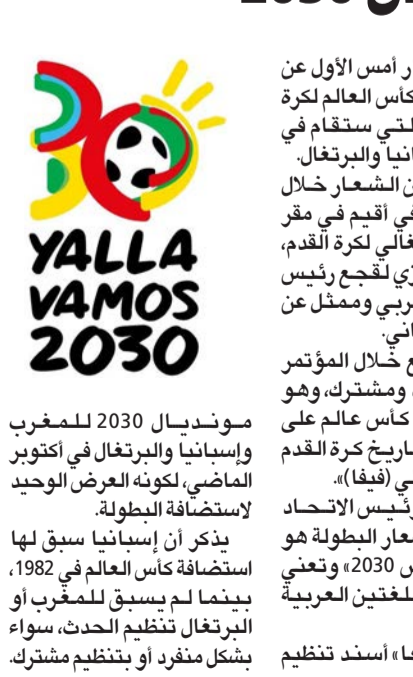 2030
ار أمس الأول عن
كأس العالم لكرة
لتي ستقام في
انيا والبرتغال.
ن الشعار خلال
في أقيم في مقر
غالي لكرة القدم،
زي لقجع رئيس
ربي وممثل عن
اني.
ع خلال المؤتمر
، ومشترك، وهو
كأس عالم على
اريخ كرة القدم
ي (فيفا)».
رئيس الاتحاد
عار البطولة هو
س 2030» وتعني
للغتين العربية
ا» أسند تنظيم
YALLA
VAMOS
2030
مونديال 2030 للمغرب
وإسبانيا والبرتغال في أكتوبر
الماضي، لكونه العرض الوحيد
لاستضافة البطولة.
يذكر أن إسبانيا سبق لها
استضافة كأس العالم في 1982،
بينما لم يسبق للمغرب أو
البرتغال تنظيم الحدث، سواء
بشكل منفرد أو بتنظيم مشترك.